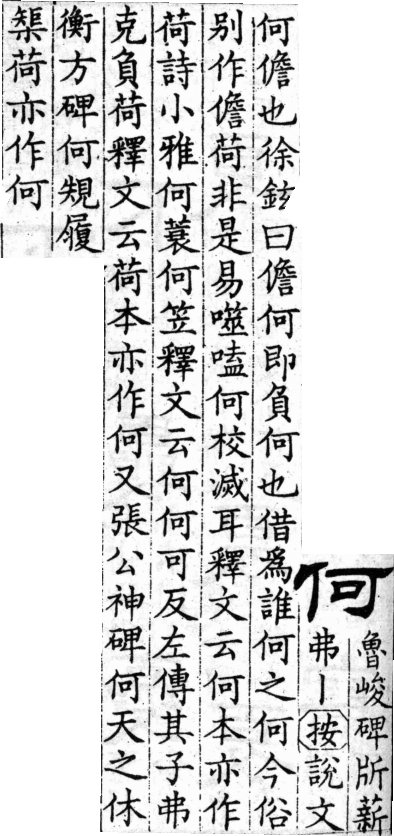 魯峻碑𣂔薪
何弗丨按說文
何儋也徐鉉曰儋何即負何也借爲誰何之何今俗
别作儋荷非是易噬嗑何校滅耳釋文云何本亦作
荷詩小雅何蓑何笠釋文云何何可反左傳其子弗
克負荷釋文云荷本亦作何又張公神碑何天之休
衡方碑何䂓履
榘荷亦作何